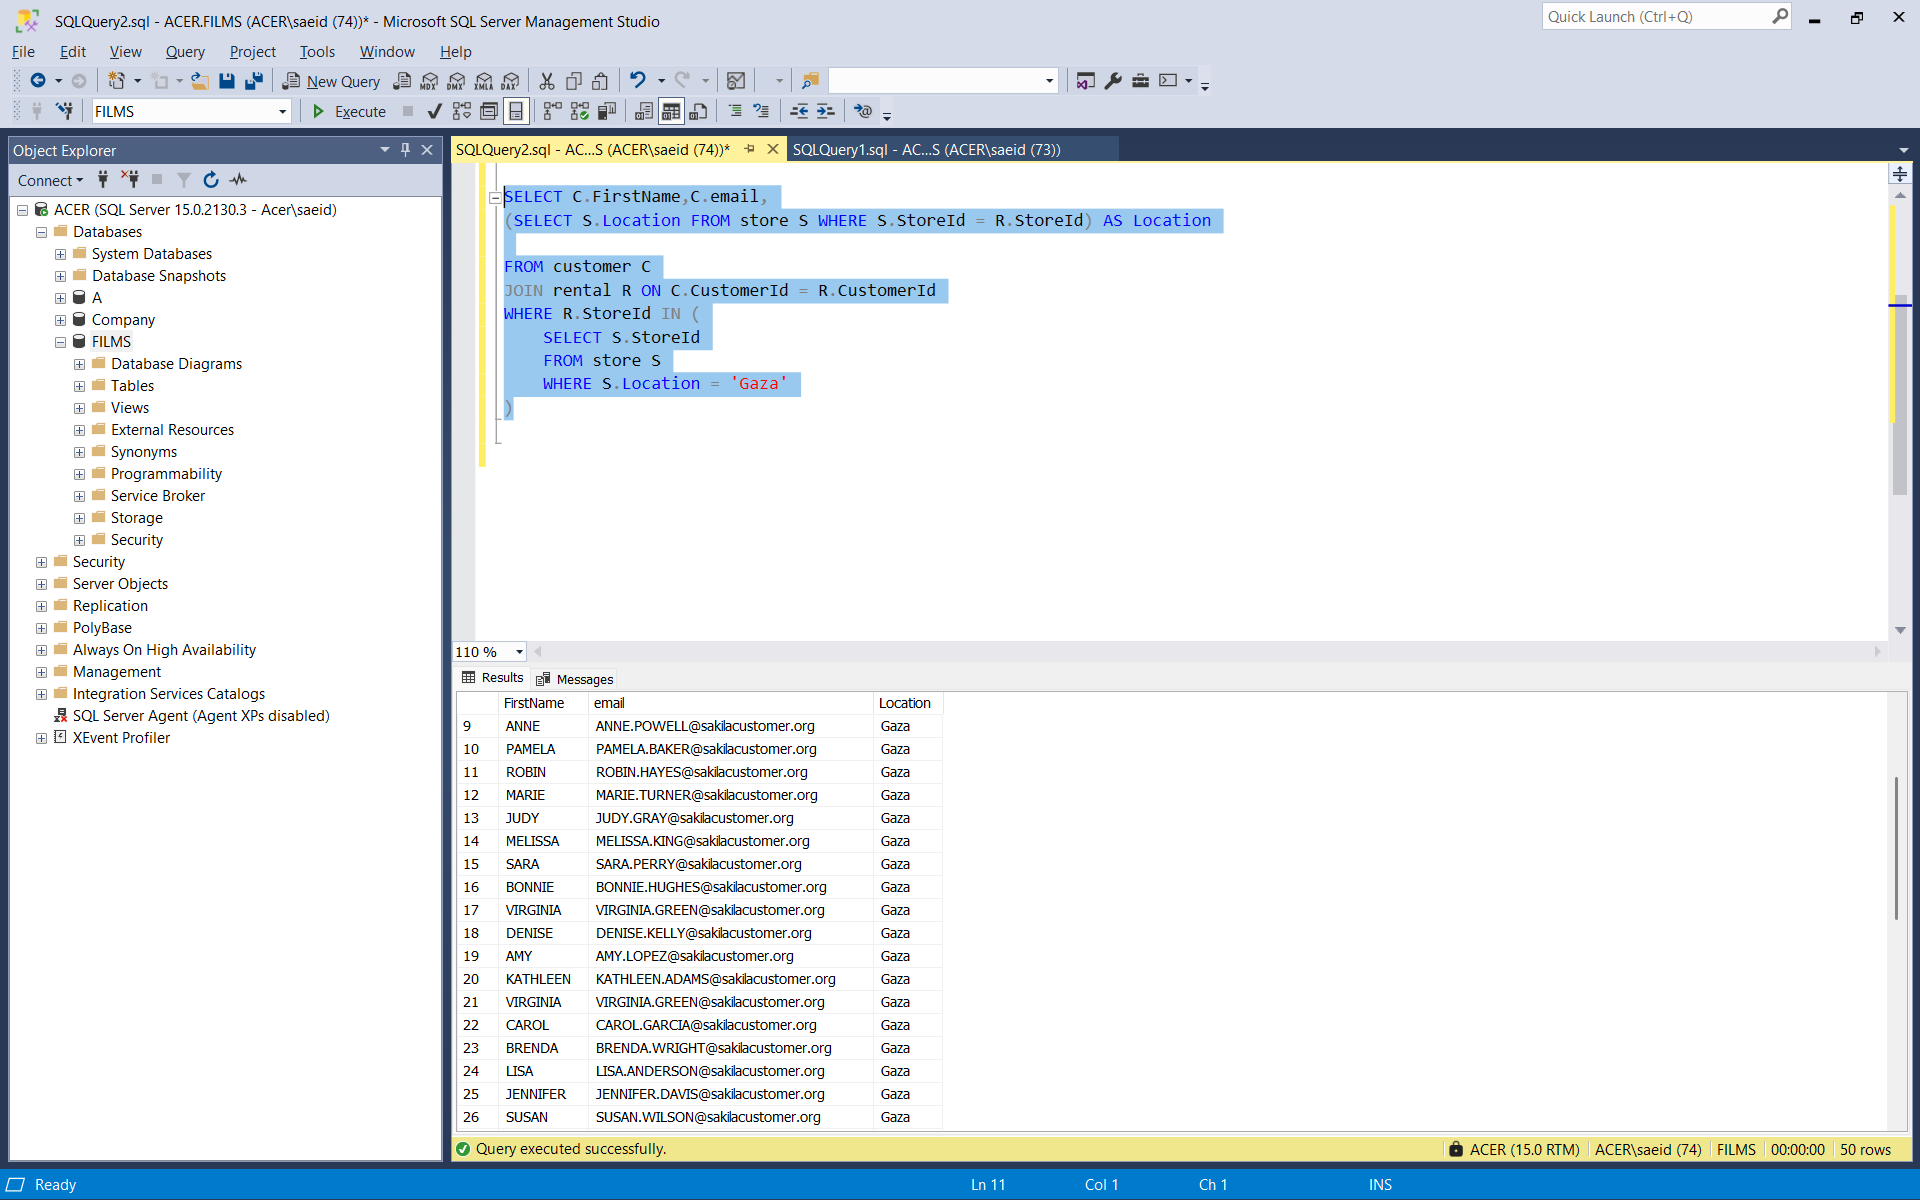 SQLQuery2.sql - ACER.FILMS (ACER\saeid (74))* - Microsoft SQL Server Management Studio
Quick Launch (Ctrl+Q)
File Edit View Query Project Tools Window Help
New Query MDX DMX XMLA DAX
FILMS Execute
Object Explorer
Connect
ACER (SQL Server 15.0.2130.3 - Acer\saeid)
Databases
System Databases
Database Snapshots
A
Company
FILMS
Database Diagrams
Tables
Views
External Resources
Synonyms
Programmability
Service Broker
Storage
Security
Security
Server Objects
Replication
PolyBase
Always On High Availability
Management
Integration Services Catalogs
SQL Server Agent (Agent XPs disabled)
XEvent Profiler
SQLQuery2.sql - AC...S (ACER\saeid (74))* SQLQuery1.sql - AC...S (ACER\saeid (73))
SELECT C.FirstName,C.email,
(SELECT S.Location FROM store S WHERE S.StoreId = R.StoreId) AS Location
FROM customer C
JOIN rental R ON C.CustomerId = R.CustomerId
WHERE R.StoreId IN (
SELECT S.StoreId
FROM store S
WHERE S.Location = 'Gaza'
)
110 %
Results Messages
FirstName email Location
9 ANNE ANNE.POWELL@sakilacustomer.org Gaza
10 PAMELA PAMELA.BAKER@sakilacustomer.org Gaza
11 ROBIN ROBIN.HAYES@sakilacustomer.org Gaza
12 MARIE MARIE.TURNER@sakilacustomer.org Gaza
13 JUDY JUDY.GRAY@sakilacustomer.org Gaza
14 MELISSA MELISSA.KING@sakilacustomer.org Gaza
15 SARA SARA.PERRY@sakilacustomer.org Gaza
16 BONNIE BONNIE.HUGHES@sakilacustomer.org Gaza
17 VIRGINIA VIRGINIA.GREEN@sakilacustomer.org Gaza
18 DENISE DENISE.KELLY@sakilacustomer.org Gaza
19 AMY AMY.LOPEZ@sakilacustomer.org Gaza
20 KATHLEEN KATHLEEN.ADAMS@sakilacustomer.org Gaza
21 VIRGINIA VIRGINIA.GREEN@sakilacustomer.org Gaza
22 CAROL CAROL.GARCIA@sakilacustomer.org Gaza
23 BRENDA BRENDA.WRIGHT@sakilacustomer.org Gaza
24 LISA LISA.ANDERSON@sakilacustomer.org Gaza
25 JENNIFER JENNIFER.DAVIS@sakilacustomer.org Gaza
26 SUSAN SUSAN.WILSON@sakilacustomer.org Gaza
Query executed successfully. ACER (15.0 RTM) ACER\saeid (74) FILMS 00:00:00 50 rows
Ready Ln 11 Col 1 Ch 1 INS